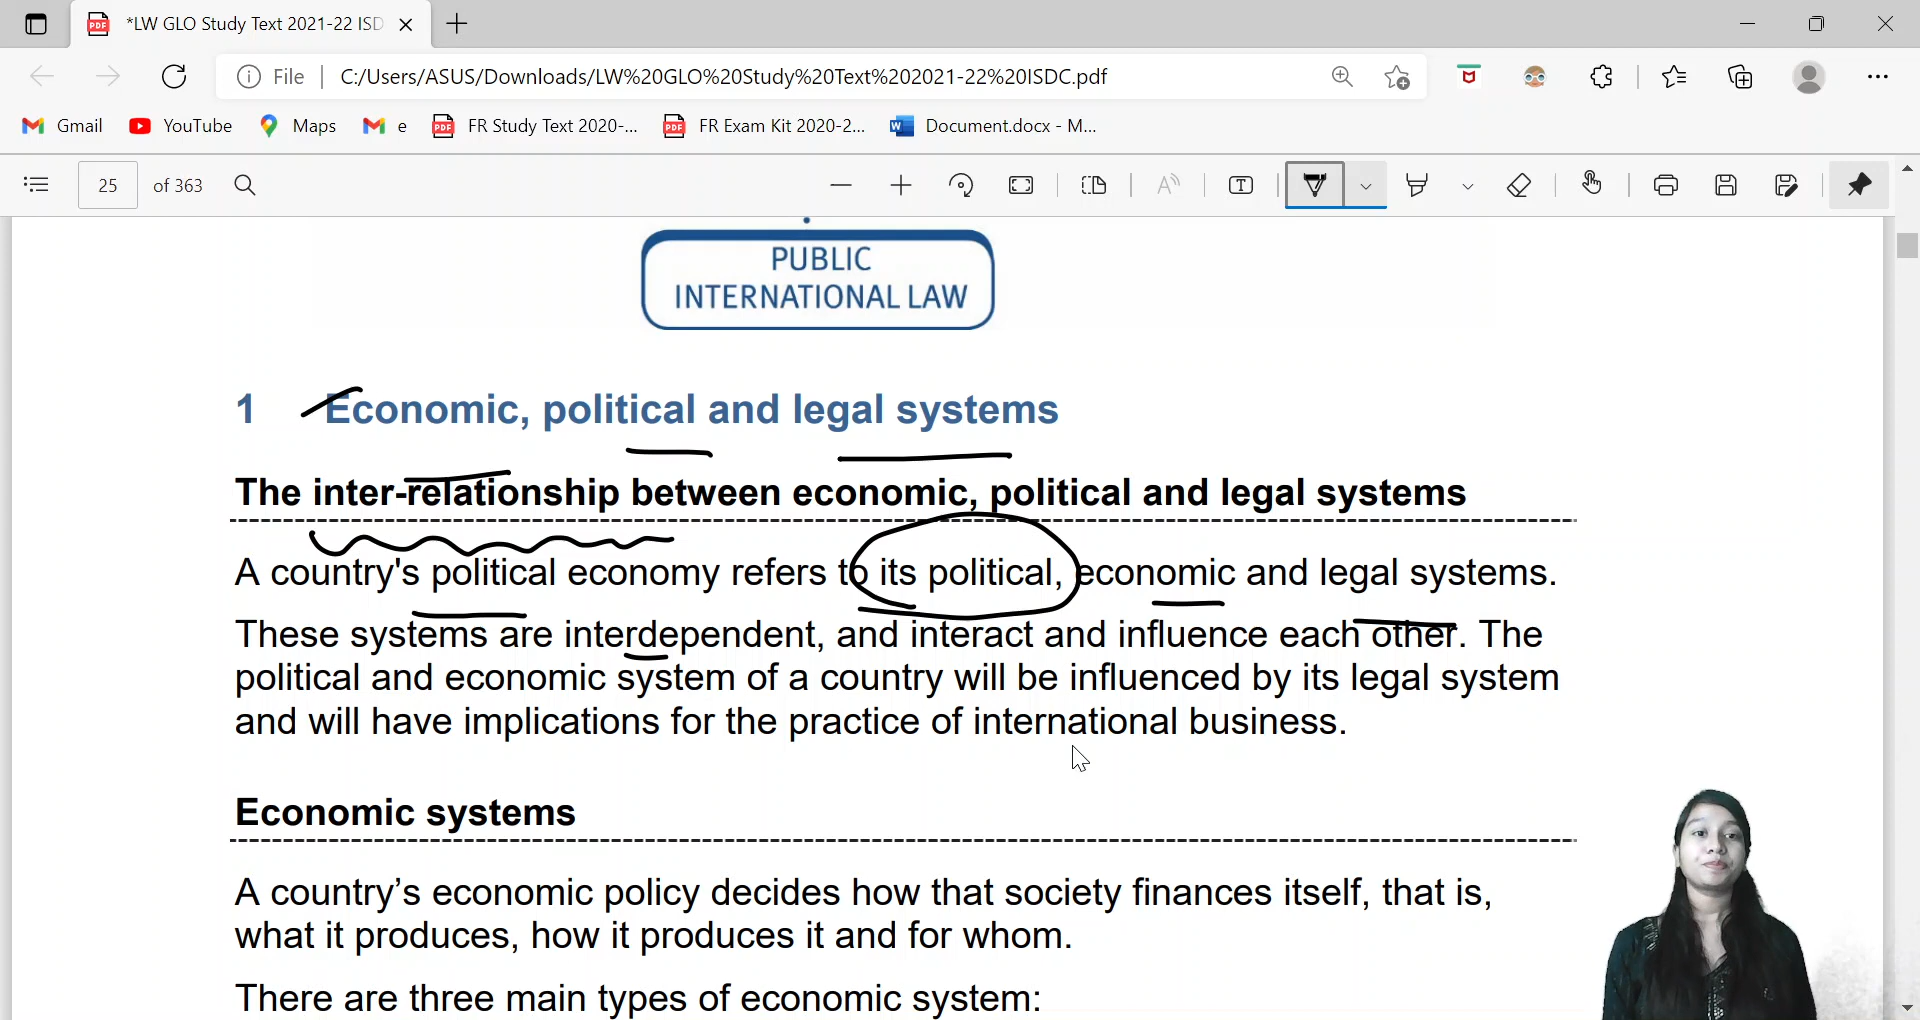 *LW GLO Study Text 2021-22 ISD
File C:/Users/ASUS/Downloads/LW%20GLO%20Study%20Text%202021-22%20ISDC.pdf
Gmail YouTube Maps e FR Study Text 2020-... FR Exam Kit 2020-2... Document.docx - M...
25 of 363
PUBLIC
INTERNATIONAL LAW
1 Economic, political and legal systems
The inter-relationship between economic, political and legal systems
A country's political economy refers to its political, economic and legal systems.
These systems are interdependent, and interact and influence each other. The
political and economic system of a country will be influenced by its legal system
and will have implications for the practice of international business.
Economic systems
A country’s economic policy decides how that society finances itself, that is,
what it produces, how it produces it and for whom.
There are three main types of economic system: